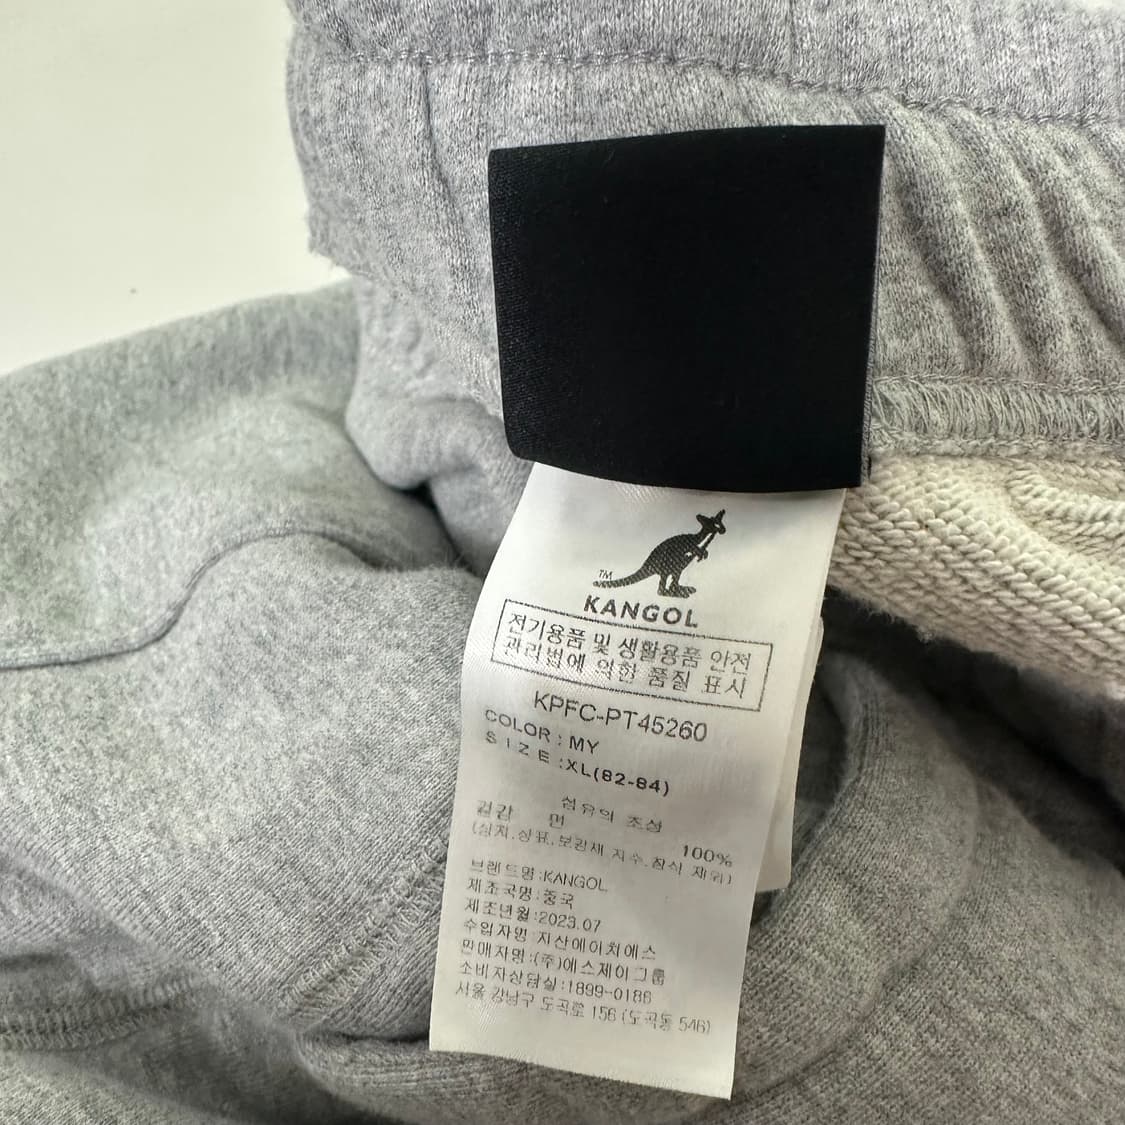 TM
KANGOL
전기용품 및 생활용품 안전
관리법에 의한 품질 표시
KPFC-PT45260
COLOR : MY
SIZE :XL(82-84)
섬유의 조성
겉감 면 100%
(심지,상표,보강재 자수,장식 제외)
브랜드명:KANGOL
제조국명:중국
제조년월:2023.07
수입자명:지산에이치에스
판매자명:(주)에스제이그룹
소비자상담실:1899-0186
서울 강남구 도곡로 156 (도곡동 546)